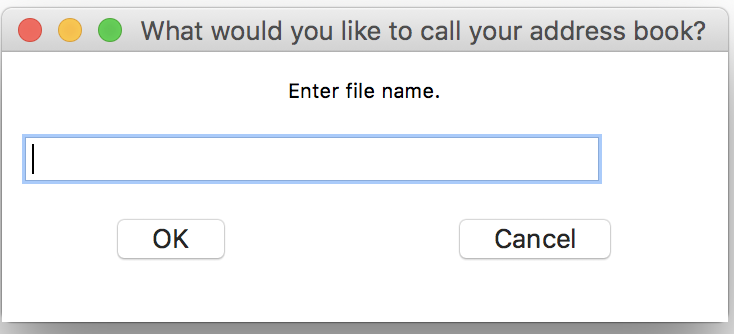 What would you like to call your address book?
Enter file name.
OK
Cancel